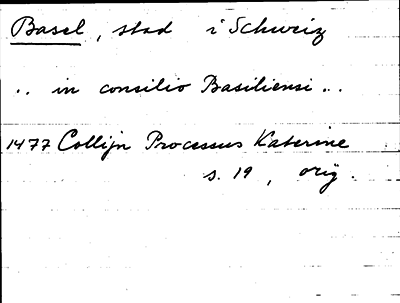 Basel, stad i Schweiz
.. in consilio Basiliensi ..
1477 Collijn Processus Katerine
s. 19, orig.